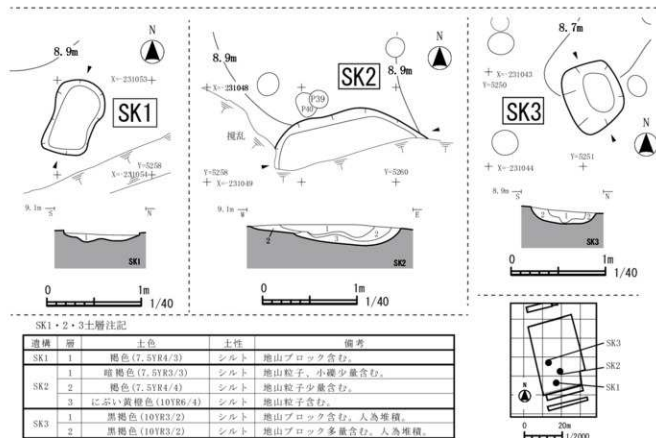 8.9m
N
X=-231053
SK1
Y=5258
X=-231054
9.1m S
N
1
SK1
0 1m
1/40
8.9m
8.9m
N
SK2
X=-231048
P39
P40
撹乱
Y=5258
X=-231049
Y=5260
9.1m W
E
1
2
3
2
SK2
0 1m
1/40
8.7m
X=-231043
Y=5250
SK3
N
Y=5251
X=-231044
8.9m S
N
2
1
SK3
0 1m
1/40
SK1・2・3土層注記
遺構 層 土色 土性 備考
SK1 1 褐色(7.5YR4/3) シルト 地山ブロック含む。
SK2 1 暗褐色(7.5YR3/3) シルト 地山粒子，小礫少量含む。
2 褐色(7.5YR4/4) シルト 地山粒子少量含む。
3 にぶい黄橙色(10YR6/4) シルト 地山粒子含む。
SK3 1 黒褐色(10YR3/2) シルト 地山ブロック含む。人為堆積。
2 黒褐色(10YR3/2) シルト 地山ブロック多量含む。人為堆積。
SK3
SK2
SK1
N
0 20m
1/2000